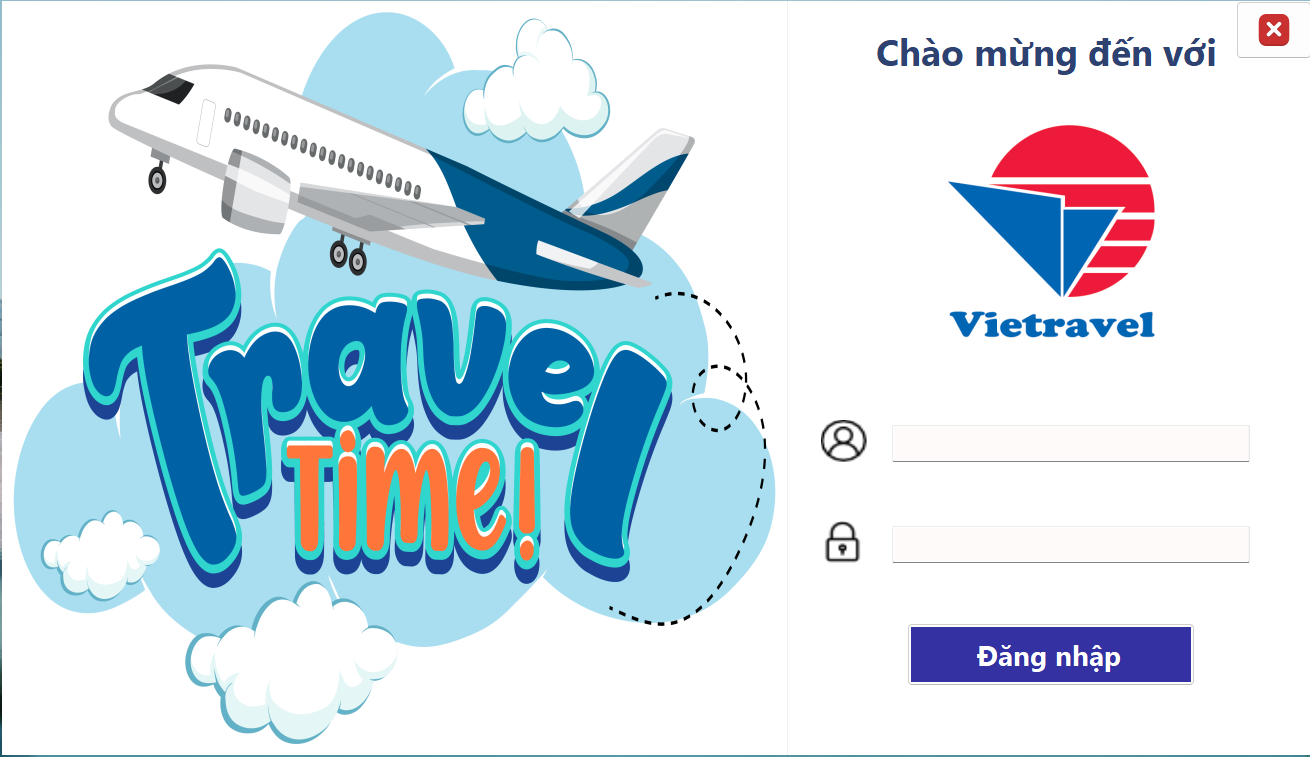 Travel
Time!
Chào mừng đến với
Vietravel
Đăng nhập